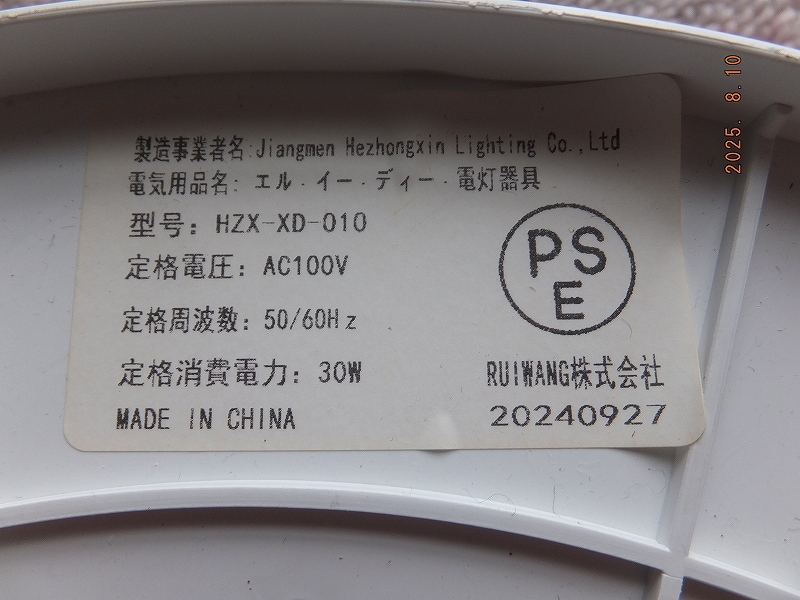 製造事業者名:Jiangmen Hezhongxin Lighting Co.,Ltd
電気用品名:エル・イー・ディー・電灯器具
型号:HZX-XD-010
定格電圧:AC100V
定格周波数:50/60Hz
定格消費電力:30W
MADE IN CHINA
PSE
RUIWANG株式会社
20240927
2025. 8.10